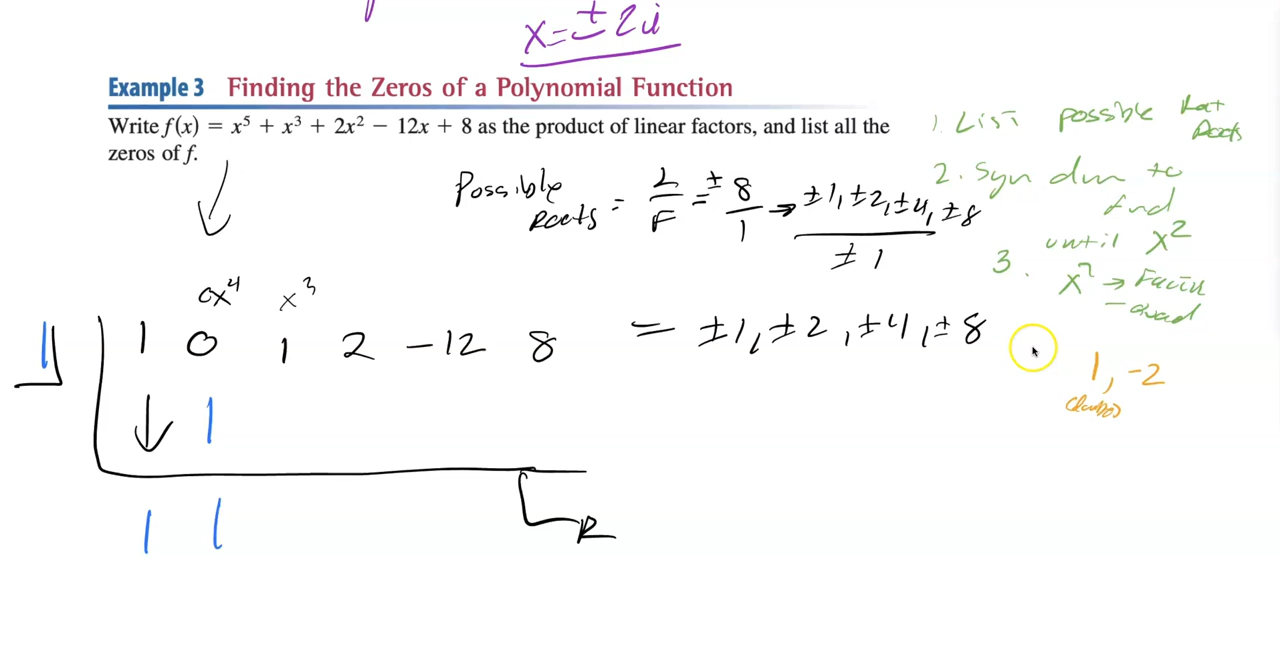 x = ± 2i
Example 3 Finding the Zeros of a Polynomial Function
Write f(x) = x⁵ + x³ + 2x² − 12x + 8 as the product of linear factors, and list all the
zeros of f.
1. List possible Rat
Roots
2. Syn div to
find
until x²
3. x² → Factor
- quad
Possible
Roots = L/F = ± 8/1 → ±1, ±2, ±4, ±8 / ±1
0x⁴ x³
1 1 0 1 2 -12 8 = ±1, ±2, ±4, ±8
1, -2
↓ 1
1 1
R